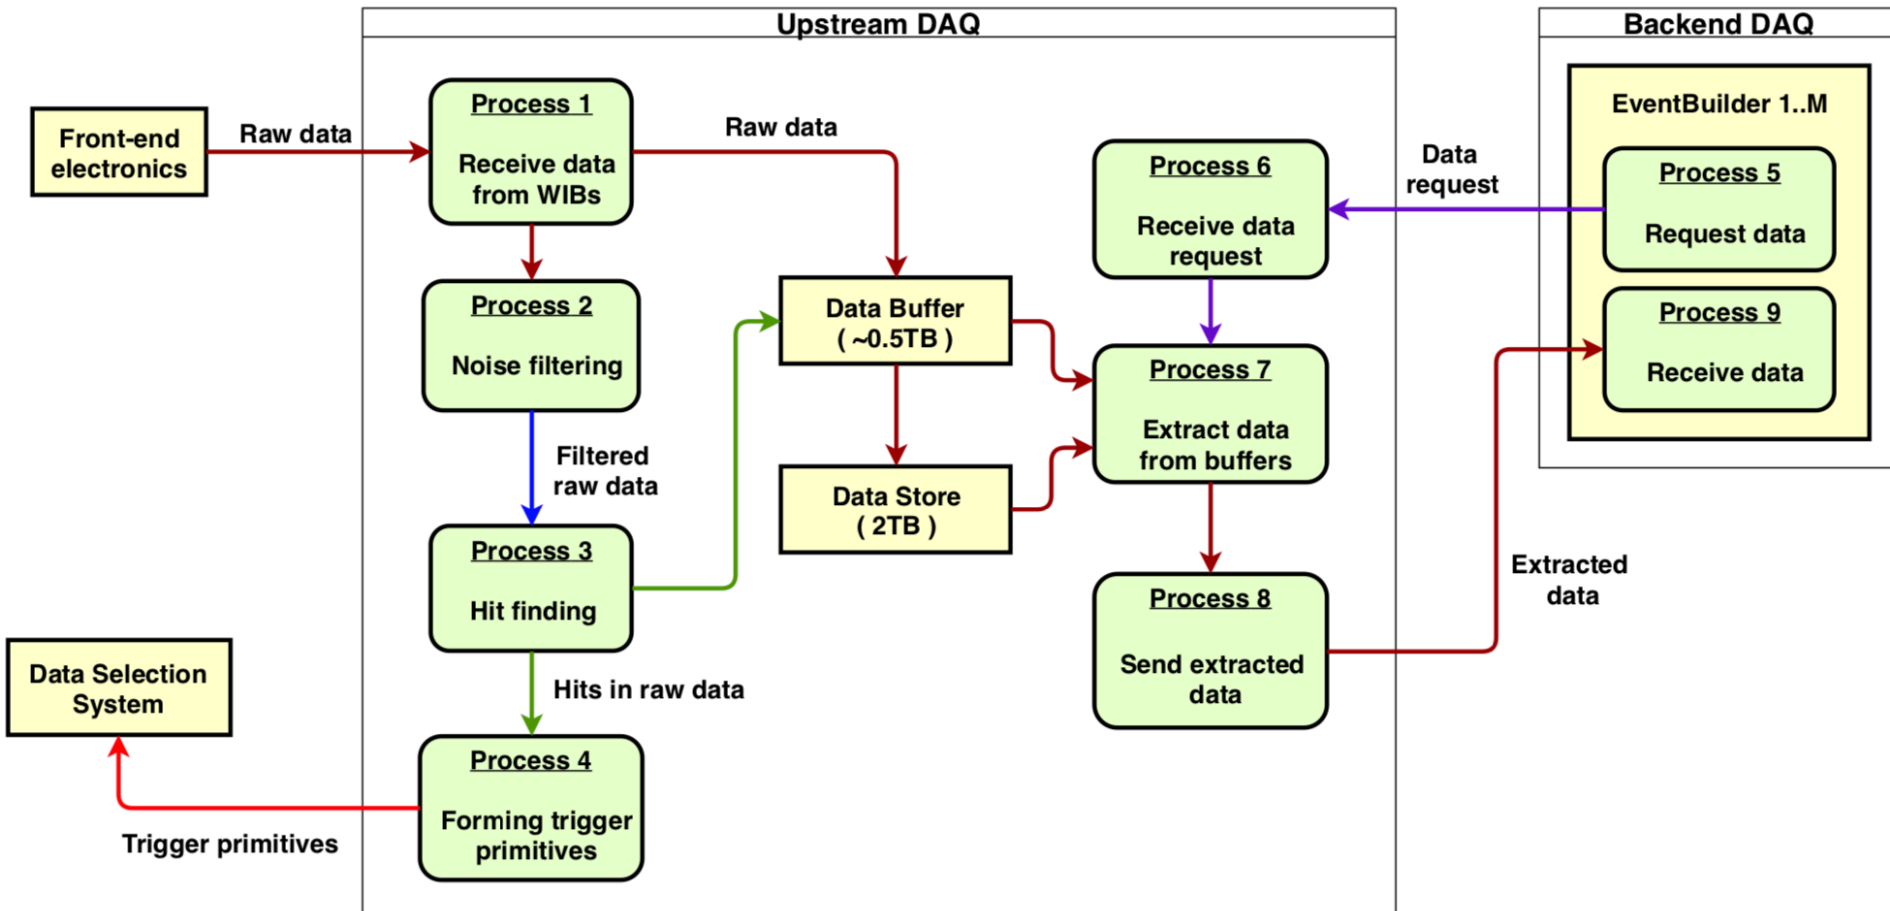 Upstream DAQ
Backend DAQ
Front-end
electronics
Raw data
Process 1
Receive data
from WIBs
Raw data
Process 2
Noise filtering
Filtered
raw data
Process 3
Hit finding
Hits in raw data
Process 4
Forming trigger
primitives
Trigger primitives
Data Selection
System
Data Buffer
( ~0.5TB )
Data Store
( 2TB )
Process 6
Receive data
request
Process 7
Extract data
from buffers
Process 8
Send extracted
data
Data
request
Extracted
data
EventBuilder 1..M
Process 5
Request data
Process 9
Receive data